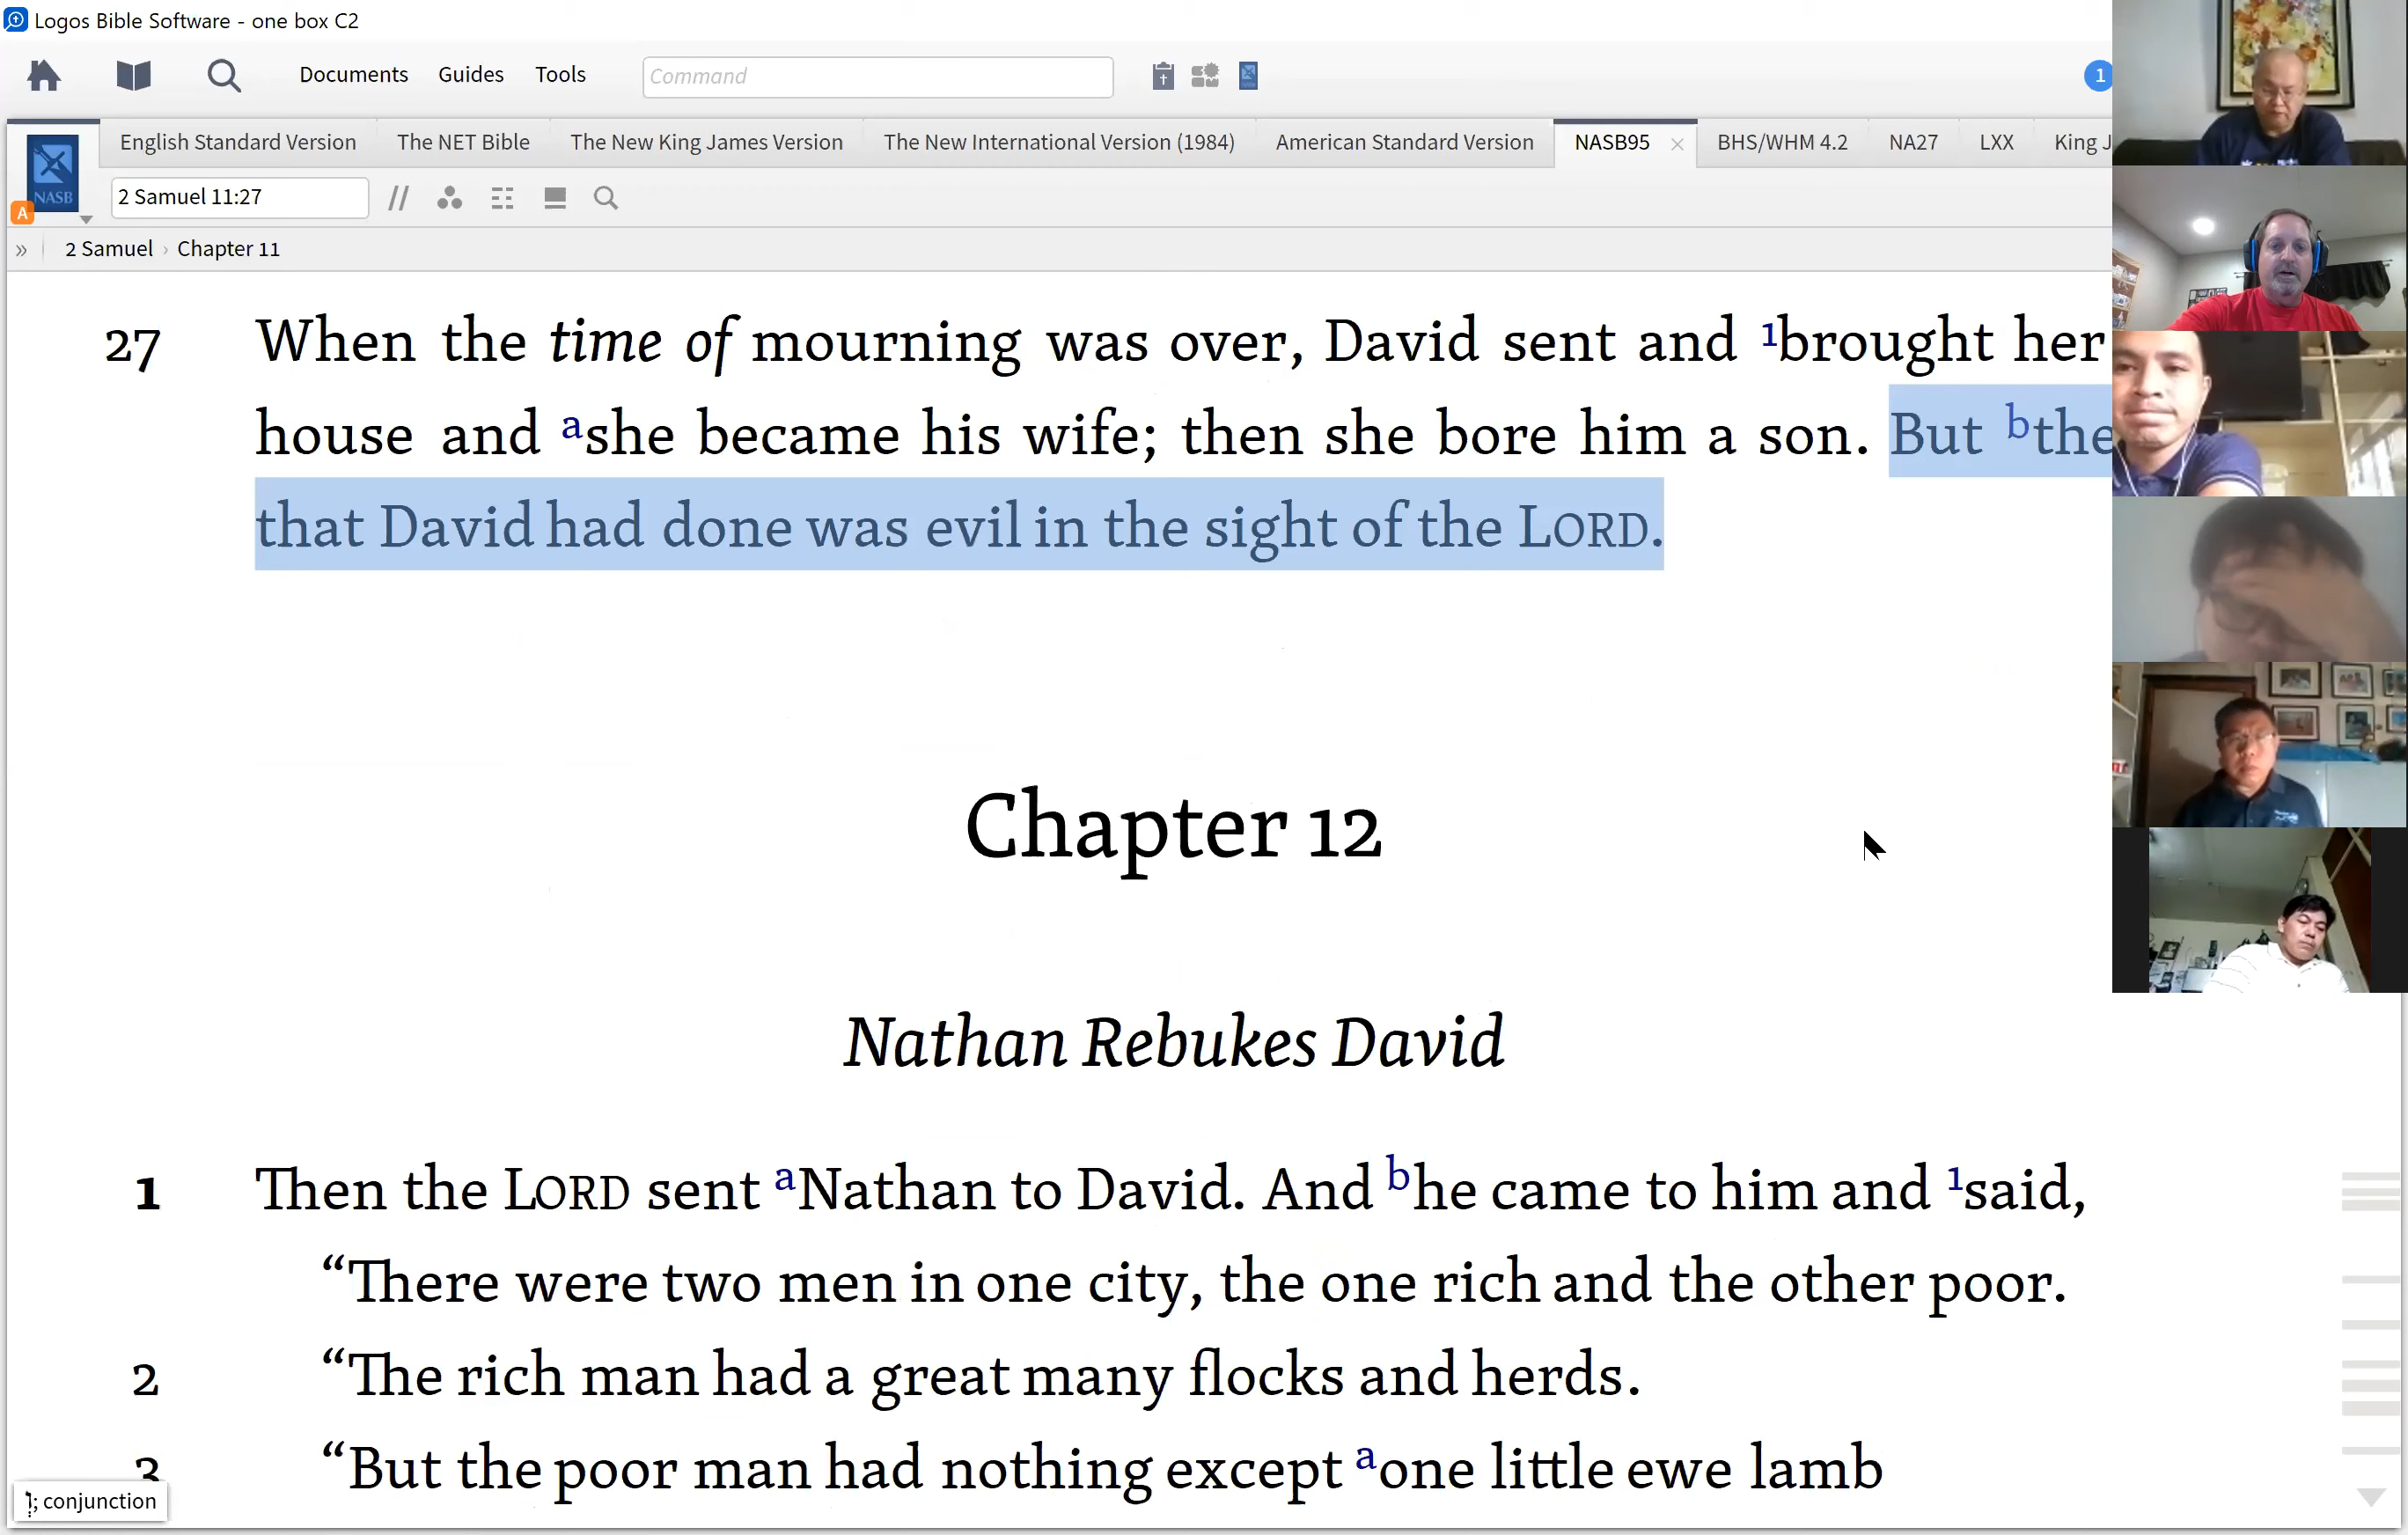 Logos Bible Software - one box C2
Documents Guides Tools Command 1
English Standard Version The NET Bible The New King James Version The New International Version (1984) American Standard Version NASB95 BHS/WHM 4.2 NA27 LXX King J
NASB
A
2 Samuel 11:27
» 2 Samuel › Chapter 11
27 When the time of mourning was over, David sent and 1brought her
house and ashe became his wife; then she bore him a son. But bthe
that David had done was evil in the sight of the LORD.
Chapter 12
Nathan Rebukes David
1 Then the LORD sent aNathan to David. And bhe came to him and 1said,
“There were two men in one city, the one rich and the other poor.
2 “The rich man had a great many flocks and herds.
3 “But the poor man had nothing except aone little ewe lamb
; conjunction